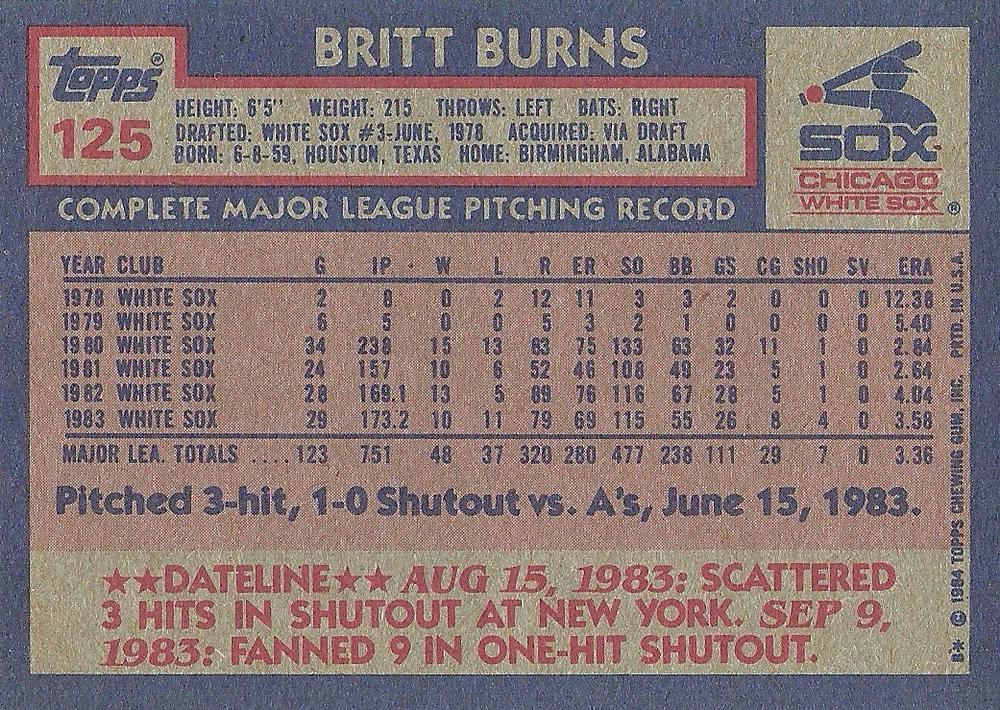 BRITT BURNS
Topps®
125
HEIGHT: 6'5" WEIGHT: 215 THROWS: LEFT BATS: RIGHT
DRAFTED: WHITE SOX #3-JUNE, 1978 ACQUIRED: VIA DRAFT
BORN: 6-8-59, HOUSTON, TEXAS HOME: BIRMINGHAM, ALABAMA
SOX
CHICAGO
WHITE SOX ®
COMPLETE MAJOR LEAGUE PITCHING RECORD
YEAR CLUB G IP W L R ER SO BB GS CG SHO SV ERA
1978 WHITE SOX 2 8 0 2 12 11 3 3 2 0 0 0 12.38
1979 WHITE SOX 6 5 0 0 5 3 2 1 0 0 0 0 5.40
1980 WHITE SOX 34 238 15 13 83 75 133 63 32 11 1 0 2.84
1981 WHITE SOX 24 157 10 6 52 46 108 49 23 5 1 0 2.64
1982 WHITE SOX 28 169.1 13 5 89 76 116 67 28 5 1 0 4.04
1983 WHITE SOX 29 173.2 10 11 79 69 115 55 26 8 4 0 3.58
MAJOR LEA. TOTALS ....123 751 48 37 320 280 477 238 111 29 7 0 3.36
Pitched 3-hit, 1-0 Shutout vs. A's, June 15, 1983.
★★DATELINE★★ AUG 15, 1983: SCATTERED
3 HITS IN SHUTOUT AT NEW YORK. SEP 9,
1983: FANNED 9 IN ONE-HIT SHUTOUT.
B* © 1984 TOPPS CHEWING GUM, INC. PRTD. IN U.S.A.